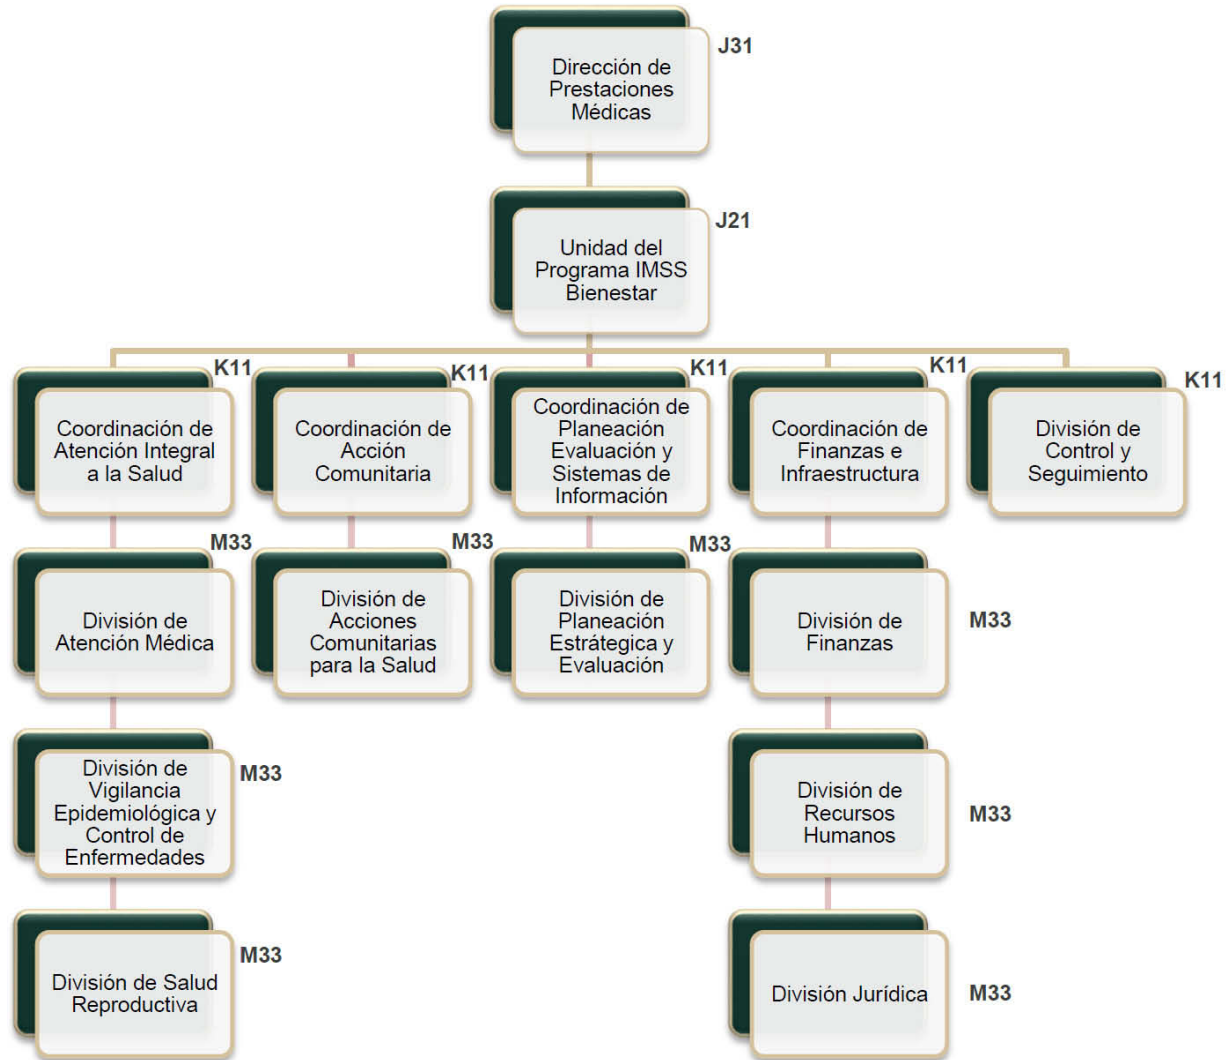 J31
Dirección de
Prestaciones
Médicas
J21
Unidad del
Programa IMSS
Bienestar
K11
Coordinación de
Atención Integral
a la Salud
K11
Coordinación de
Acción
Comunitaria
K11
Coordinación de
Planeación
Evaluación y
Sistemas de
Información
K11
Coordinación de
Finanzas e
Infraestructura
K11
División de
Control y
Seguimiento
M33
División de
Atención Médica
M33
División de
Acciones
Comunitarias
para la Salud
M33
División de
Planeación
Estrátegica y
Evaluación
División de
Finanzas
M33
División de
Vigilancia
Epidemiológica y
Control de
Enfermedades
M33
División de
Recursos
Humanos
M33
División de Salud
Reproductiva
M33
División Jurídica
M33